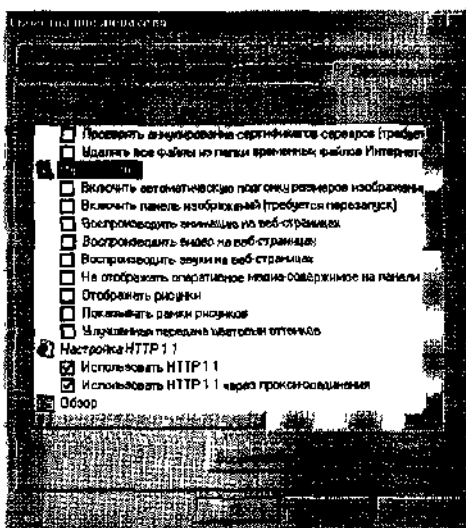 Проверять аннулирование сертификатов серверов (требует
Удалять все файлы из папки временных файлов Интернет
Включить автоматическую подгонку размеров изображени
Включить панель изображений (требуется перезапуск)
Воспроизводить анимацию на веб-страницах
Воспроизводить видео на веб-страницах
Воспроизводить звуки на веб-страницах
Не отображать оперативное медиа-содержимое на панели
Отображать рисунки
Показывать рамки рисунков
Улучшенная передача цветовых оттенков
Настройка HTTP 1.1
Использовать HTTP 1.1
Использовать HTTP 1.1 через прокси-соединения
Обзор